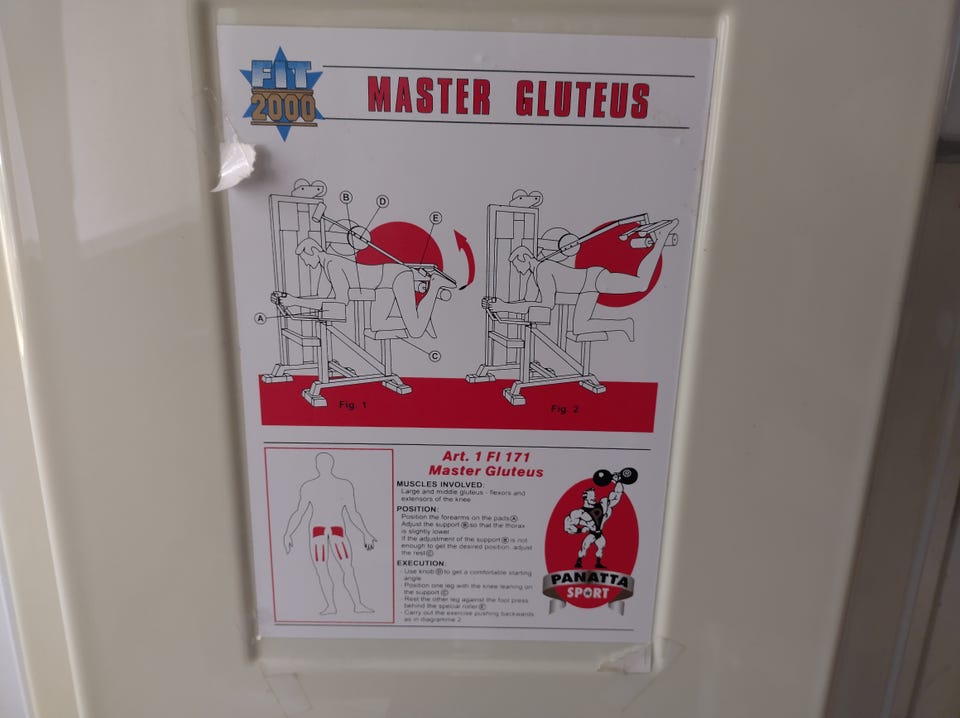 FIT
2000
MASTER GLUTEUS
B
D
E
A
C
Fig. 1
Fig. 2
Art. 1 FI 171
Master Gluteus
MUSCLES INVOLVED:
Large and middle gluteus - flexors and
extensors of the knee
POSITION:
Position the forearms on the pads Ⓐ
Adjust the support Ⓑ so that the thorax
is slightly lower
If the adjustment of the support Ⓑ is not
enough to get the desired position, adjust
the rest Ⓒ
EXECUTION:
- Use knob Ⓓ to get a comfortable starting
angle
- Position one leg with the knee leaning on
the support Ⓒ
- Rest the other leg against the foot press
behind the special roller Ⓔ
- Carry out the exercise pushing backwards
as in diagramme 2
PANATTA
SPORT